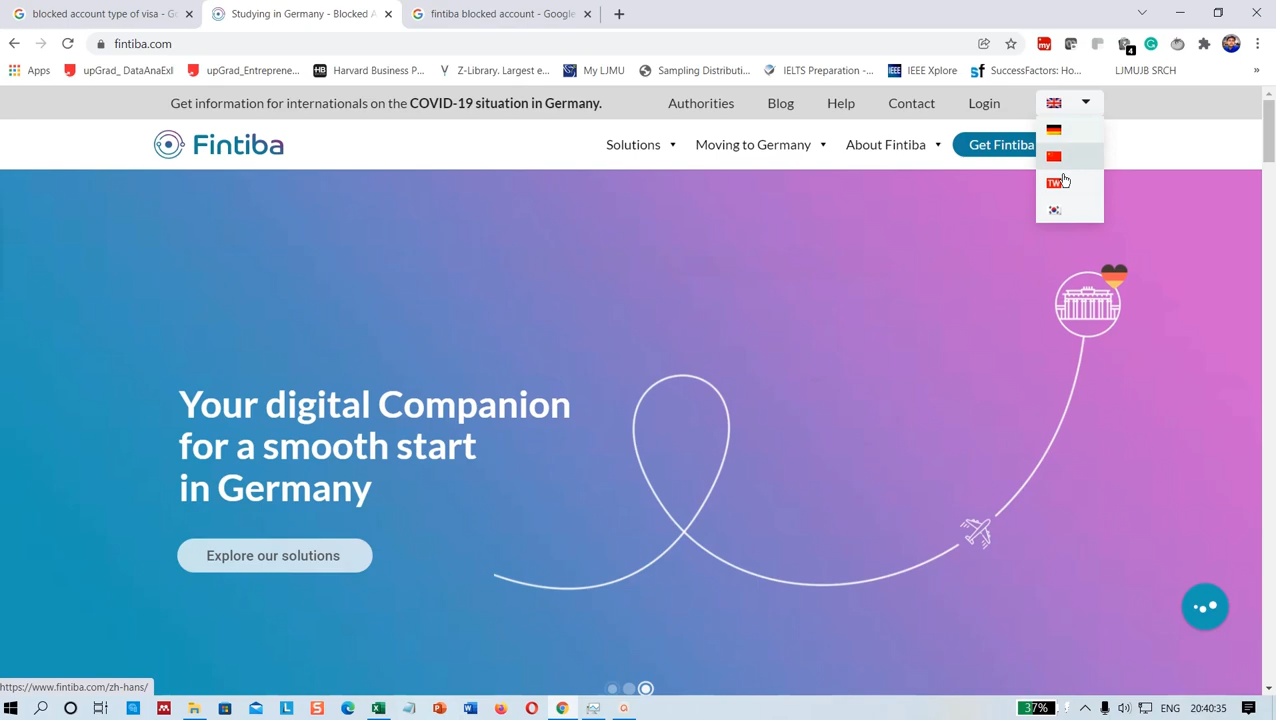 blocked account type of visa - Go
Studying in Germany - Blocked A
fintiba blocked account - Google
fintiba.com
Apps
upGrad_ DataAnaExl
upGrad_Entreprene...
Harvard Business P...
Z-Library. Largest e...
My LJMU
Sampling Distributi...
IELTS Preparation -...
IEEE Xplore
SuccessFactors: Ho...
LJMUJB SRCH
»
Get information for internationals on the COVID-19 situation in Germany.
Authorities
Blog
Help
Contact
Login
Fintiba
Solutions
Moving to Germany
About Fintiba
Get Fintiba
TW
Your digital Companion
for a smooth start
in Germany
Explore our solutions
https://www.fintiba.com/zh-hans/
37%
ENG
20:40:35